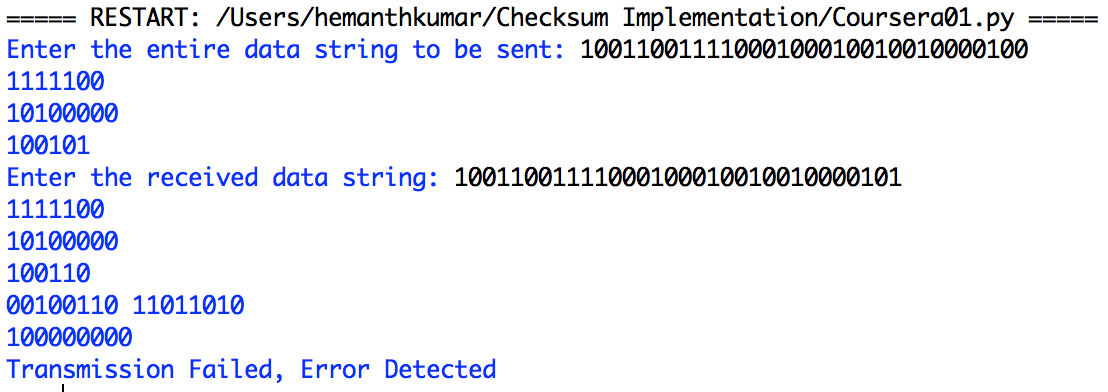 ===== RESTART: /Users/hemanthkumar/Checksum Implementation/Coursera01.py =====
Enter the entire data string to be sent: 10011001111000100010010010000100
1111100
10100000
100101
Enter the received data string: 10011001111000100010010010000101
1111100
10100000
100110
00100110 11011010
100000000
Transmission Failed, Error Detected